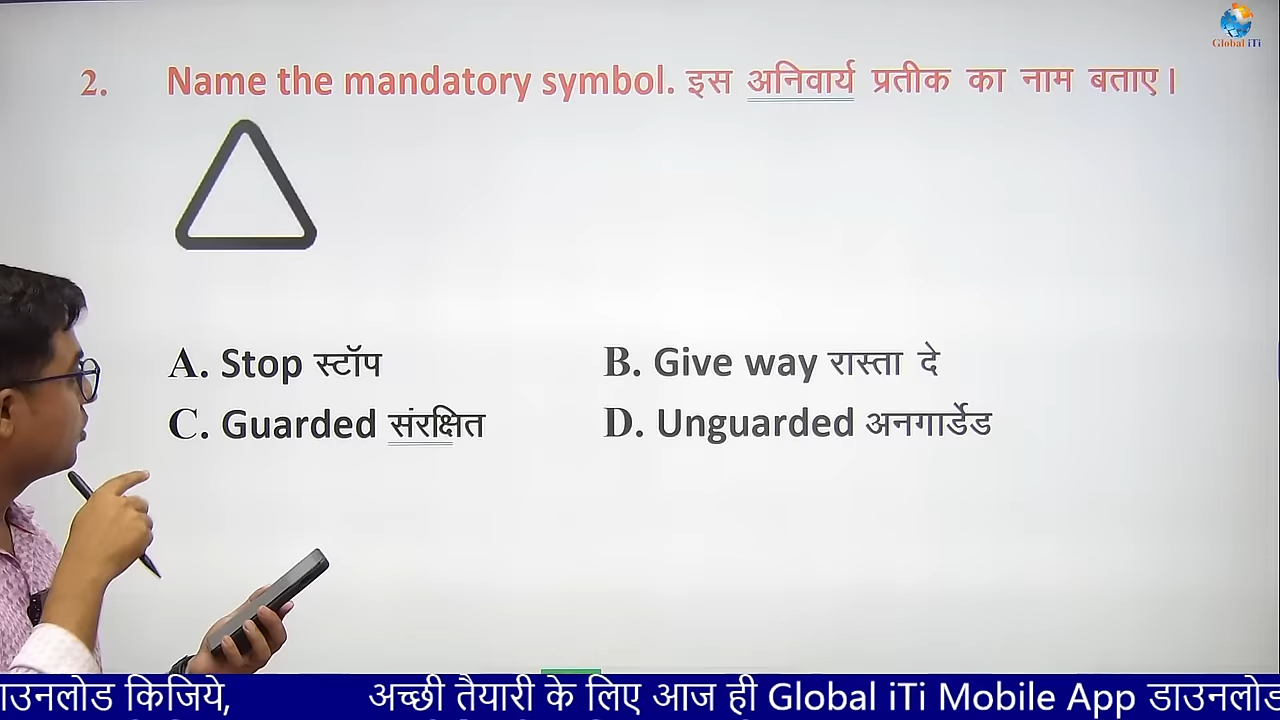 Global iTi
2. Name the mandatory symbol. इस अनिवार्य प्रतीक का नाम बताए।
A. Stop स्टॉप B. Give way रास्ता दे
C. Guarded संरक्षित D. Unguarded अनगार्डेड
ाउनलोड किजिये, अच्छी तैयारी के लिए आज ही Global iTi Mobile App डाउनलोड